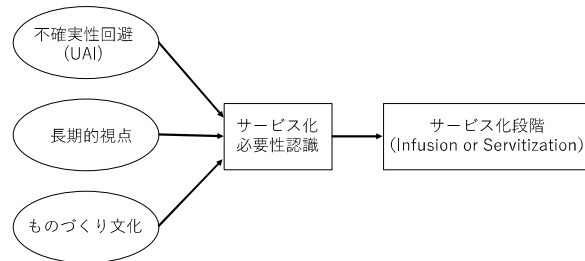 不確実性回避
(UAI)
長期的視点
ものづくり文化
サービス化
必要性認識
サービス化段階
(Infusion or Servitization)